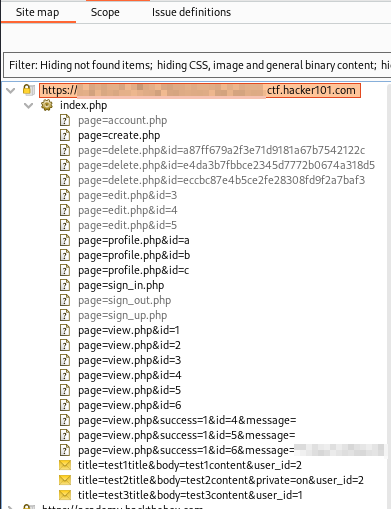 Site map Scope Issue definitions
Filter: Hiding not found items; hiding CSS, image and general binary content;
https:// ctf.hacker101.com
index.php
page=account.php
page=create.php
page=delete.php&id=a87ff679a2f3e71d9181a67b7542122c
page=delete.php&id=e4da3b7fbbce2345d7772b0674a318d5
page=delete.php&id=eccbc87e4b5ce2fe28308fd9f2a7baf3
page=edit.php&id=3
page=edit.php&id=4
page=edit.php&id=5
page=profile.php&id=a
page=profile.php&id=b
page=profile.php&id=c
page=sign_in.php
page=sign_out.php
page=sign_up.php
page=view.php&id=1
page=view.php&id=2
page=view.php&id=3
page=view.php&id=4
page=view.php&id=5
page=view.php&id=6
page=view.php&success=1&id=4&message=
page=view.php&success=1&id=5&message=
page=view.php&success=1&id=6&message=
title=test1title&body=test1content&user_id=2
title=test2title&body=test2content&private=on&user_id=2
title=test3title&body=test3content&user_id=1